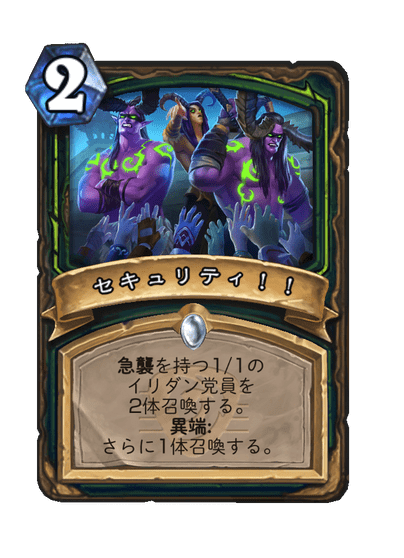 2
セキュリティ！！
急襲を持つ1/1の
イリダン党員を
2体召喚する。
異端:
さらに1体召喚する。